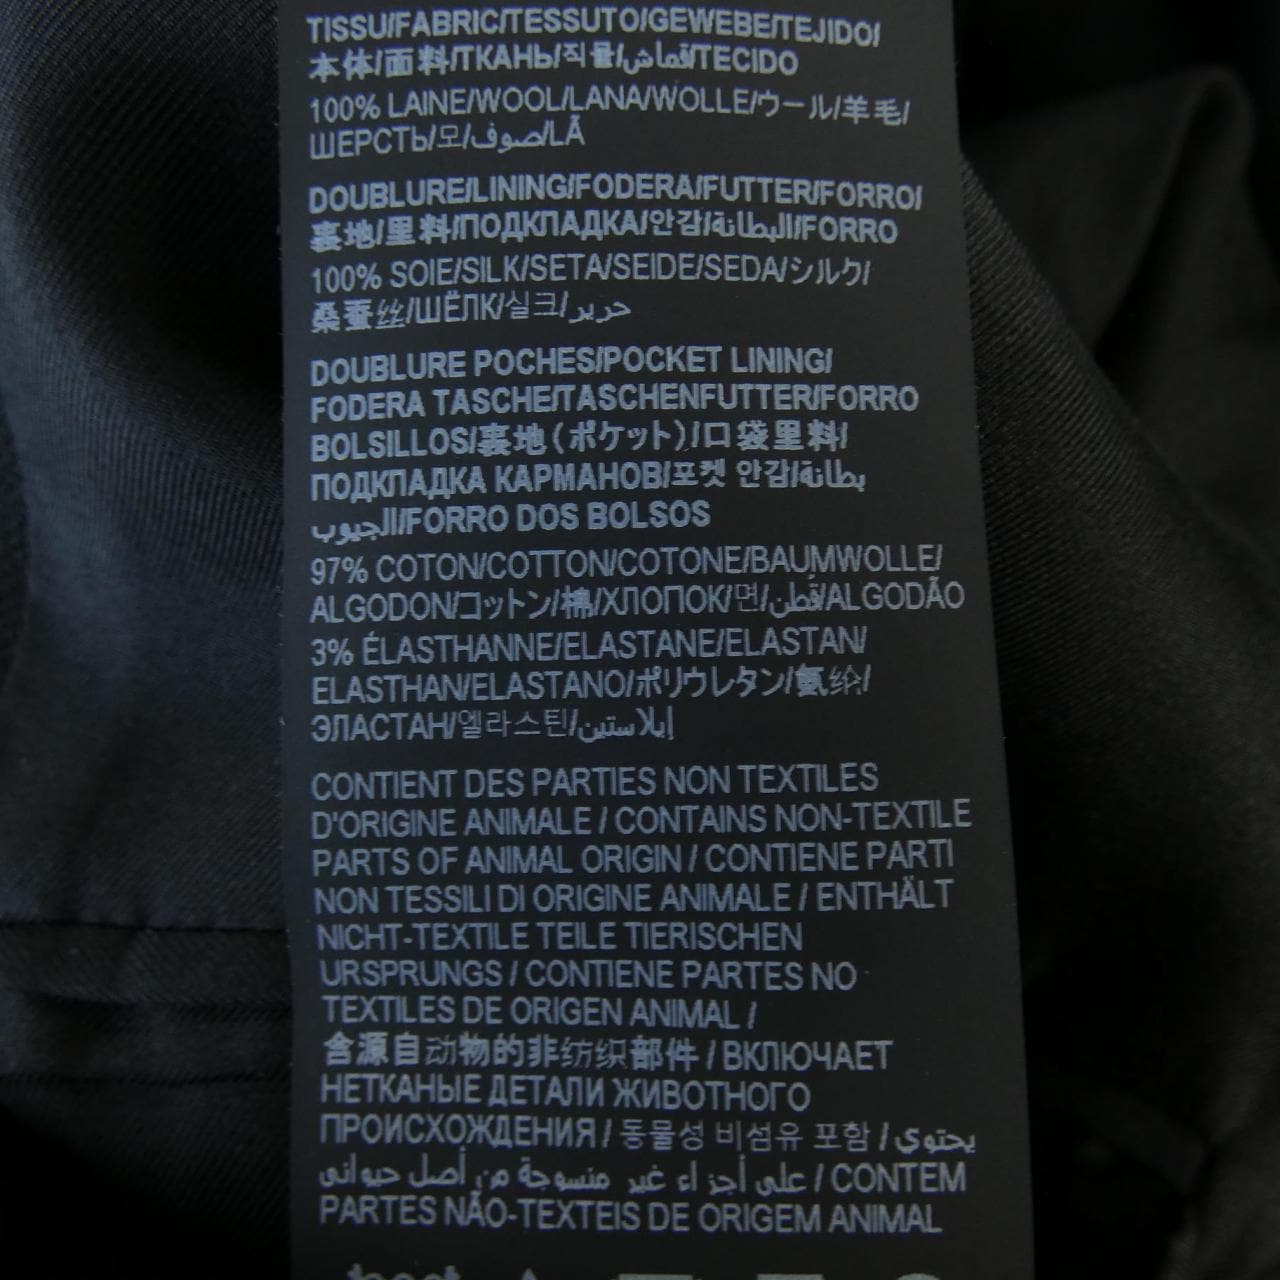 TISSU/FABRIC/TESSUTO/GEWEBE/TEJIDO/
本体/面料/ТКАНЬ/직물/قماش/TECIDO
100% LAINE/WOOL/LANA/WOLLE/ウール/羊毛/
ШЕРСТЬ/모/صوف/LÃ
DOUBLURE/LINING/FODERA/FUTTER/FORRO/
裏地/里料/ПОДКЛАДКА/안감/البطانة/FORRO
100% SOIE/SILK/SETA/SEIDE/SEDA/シルク/
桑蚕丝/ШЁЛК/실크/حرير
DOUBLURE POCHES/POCKET LINING/
FODERA TASCHE/TASCHENFUTTER/FORRO
BOLSILLOS/裏地(ポケット)/口袋里料/
ПОДКЛАДКА КАРМАНОВ/포켓 안감/بطانة
الجيوب/FORRO DOS BOLSOS
97% COTON/COTTON/COTONE/BAUMWOLLE/
ALGODON/コットン/棉/ХЛОПОК/면/قُطن/ALGODÃO
3% ÉLASTHANNE/ELASTANE/ELASTAN/
ELASTHAN/ELASTANO/ポリウレタン/氨纶/
ЭЛАСТАН/엘라스틴/إيلاستين
CONTIENT DES PARTIES NON TEXTILES
D'ORIGINE ANIMALE / CONTAINS NON-TEXTILE
PARTS OF ANIMAL ORIGIN / CONTIENE PARTI
NON TESSILI DI ORIGINE ANIMALE / ENTHÄLT
NICHT-TEXTILE TEILE TIERISCHEN
URSPRUNGS / CONTIENE PARTES NO
TEXTILES DE ORIGEN ANIMAL /
含源自动物的非纺织部件 / ВКЛЮЧАЕТ
НЕТКАНЫЕ ДЕТАЛИ ЖИВОТНОГО
ПРОИСХОЖДЕНИЯ / 동물성 비섬유 포함 / يحتوي
على أجزاء غير منسوجة من أصل حيواني / CONTEM
PARTES NÃO-TEXTEIS DE ORIGEM ANIMAL